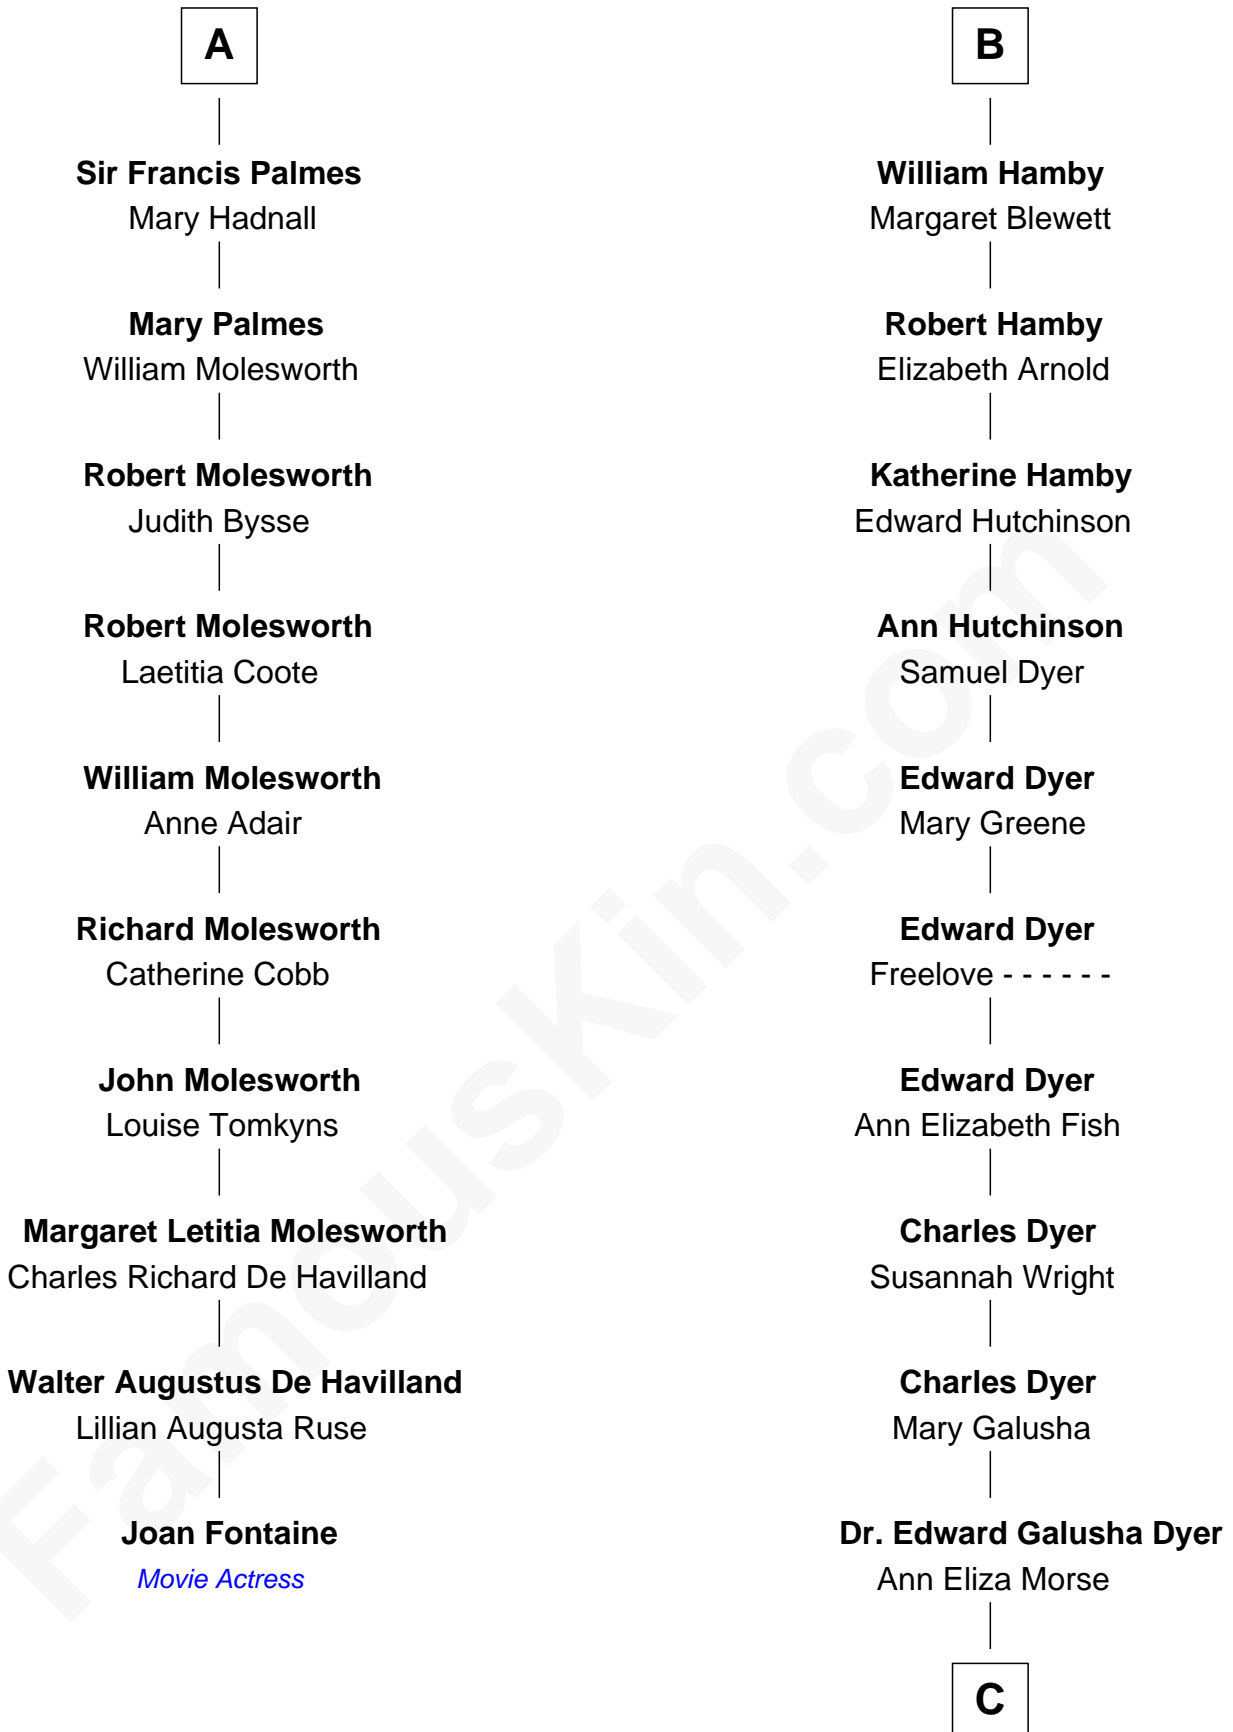 A
Sir Francis Palmes
Mary Hadnall
Mary Palmes
William Molesworth
Robert Molesworth
Judith Bysse
Robert Molesworth
Laetitia Coote
William Molesworth
Anne Adair
Richard Molesworth
Catherine Cobb
John Molesworth
Louise Tomkyns
Margaret Letitia Molesworth
Charles Richard De Havilland
Walter Augustus De Havilland
Lillian Augusta Ruse
Joan Fontaine
Movie Actress
B
William Hamby
Margaret Blewett
Robert Hamby
Elizabeth Arnold
Katherine Hamby
Edward Hutchinson
Ann Hutchinson
Samuel Dyer
Edward Dyer
Mary Greene
Edward Dyer
Freelove - - - - - -
Edward Dyer
Ann Elizabeth Fish
Charles Dyer
Susannah Wright
Charles Dyer
Mary Galusha
Dr. Edward Galusha Dyer
Ann Eliza Morse
C
FamousKin.com